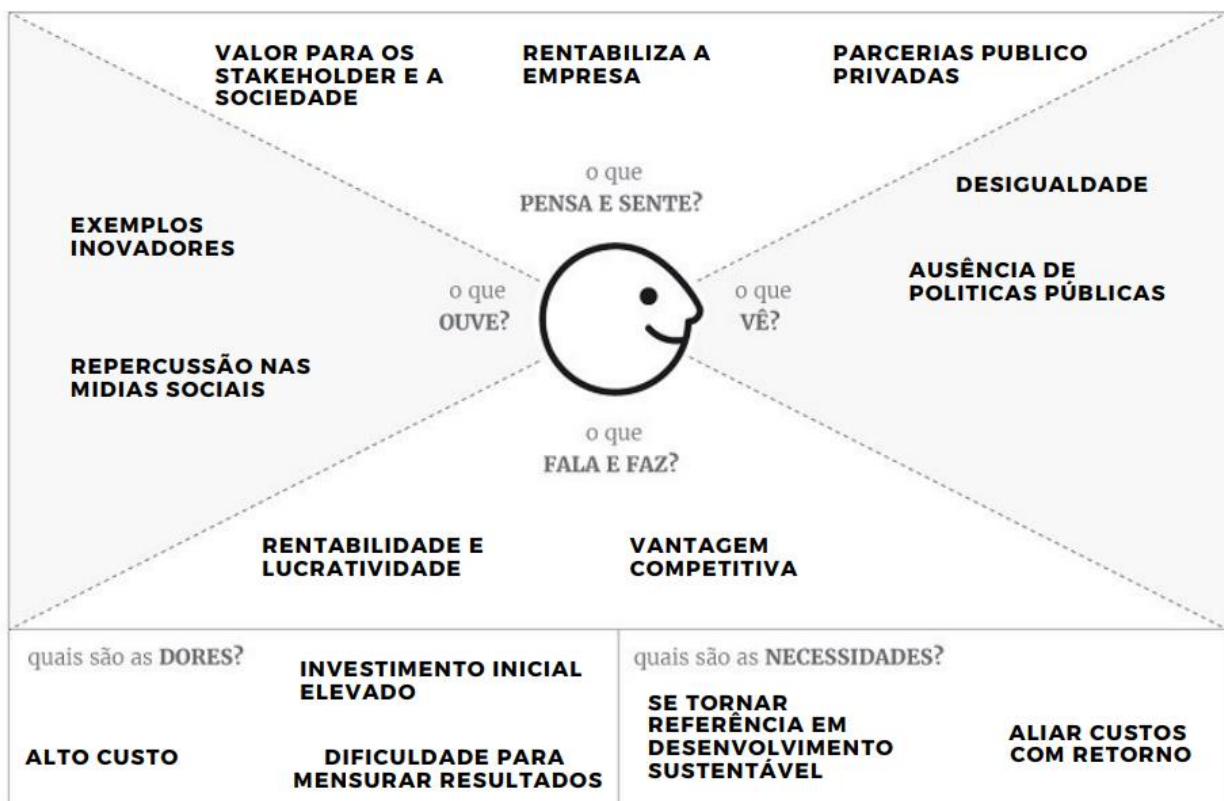 VALOR PARA OS
STAKEHOLDER E A
SOCIEDADE
RENTABILIZA A
EMPRESA
PARCERIAS PUBLICO
PRIVADAS
o que
PENSA E SENTE?
EXEMPLOS
INOVADORES
REPERCUSSÃO NAS
MIDIAS SOCIAIS
o que
OUVE?
o que
VÊ?
DESIGUALDADE
AUSÊNCIA DE
POLITICAS PÚBLICAS
o que
FALA E FAZ?
RENTABILIDADE E
LUCRATIVIDADE
VANTAGEM
COMPETITIVA
quais são as DORES?
INVESTIMENTO INICIAL
ELEVADO
ALTO CUSTO
DIFICULDADE PARA
MENSURAR RESULTADOS
quais são as NECESSIDADES?
SE TORNAR
REFERÊNCIA EM
DESENVOLVIMENTO
SUSTENTÁVEL
ALIAR CUSTOS
COM RETORNO